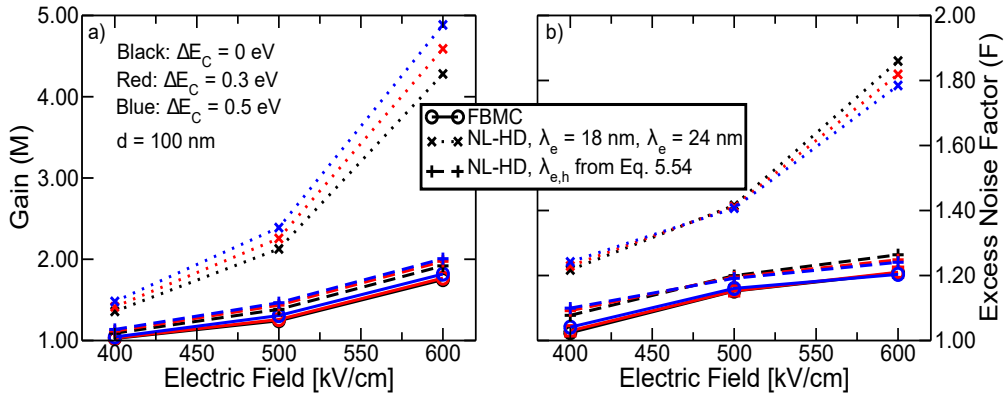 a)
Black: ΔE_C = 0 eV
Red: ΔE_C = 0.3 eV
Blue: ΔE_C = 0.5 eV
d = 100 nm
5.00
4.00
3.00
2.00
1.00
Gain (M)
400 450 500 550 600
Electric Field [kV/cm]
FBMC
NL-HD, λ_e = 18 nm, λ_e = 24 nm
NL-HD, λ_e,h from Eq. 5.54
b)
2.00
1.80
1.60
1.40
1.20
1.00
Excess Noise Factor (F)
400 450 500 550 600
Electric Field [kV/cm]